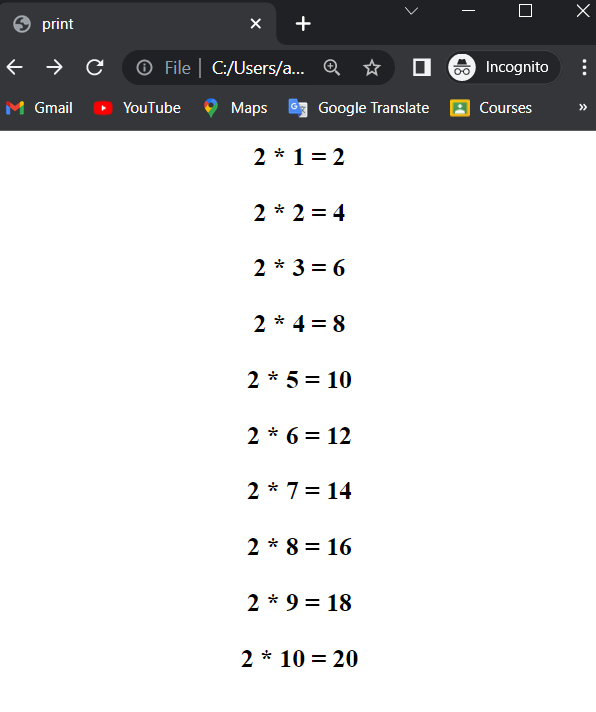 print
File | C:/Users/a...
Incognito
Gmail YouTube Maps Google Translate Courses »
2 * 1 = 2
2 * 2 = 4
2 * 3 = 6
2 * 4 = 8
2 * 5 = 10
2 * 6 = 12
2 * 7 = 14
2 * 8 = 16
2 * 9 = 18
2 * 10 = 20